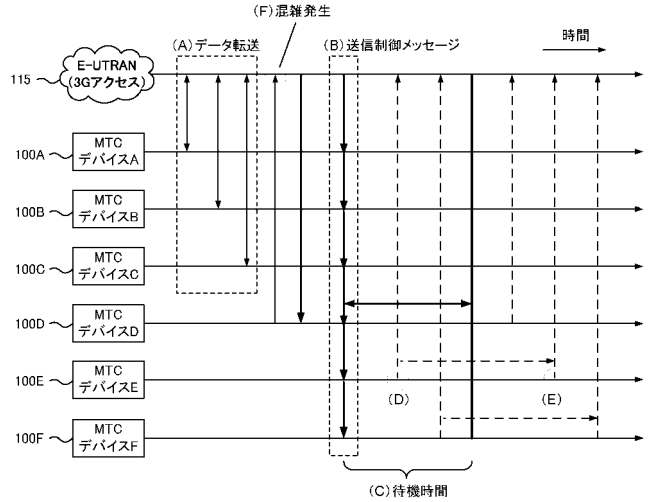 (F)混雑発生
(A)データ転送
(B)送信制御メッセージ
時間
E-UTRAN
(3Gアクセス)
115
100A
MTC
デバイスA
100B
MTC
デバイスB
100C
MTC
デバイスC
100D
MTC
デバイスD
100E
MTC
デバイスE
(D)
(E)
100F
MTC
デバイスF
(C)待機時間